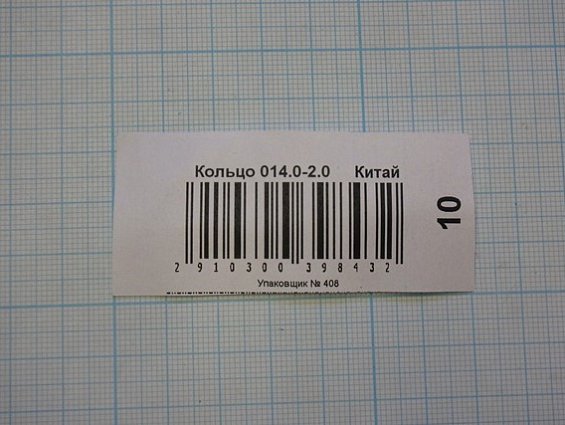 Кольцо 014.0-2.0 Китай
10
2 910300 398432
Упаковщик № 408